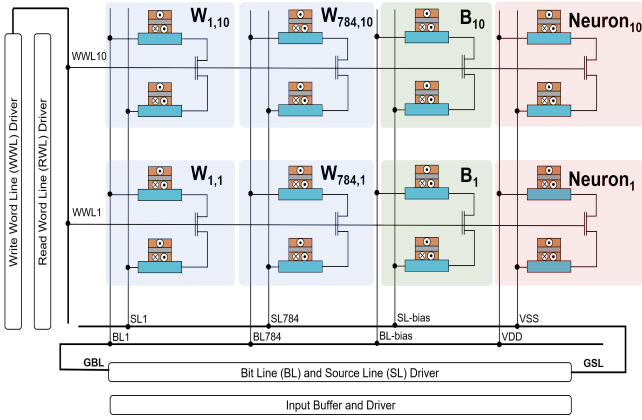 W1,10 W784,10 B10 Neuron10
WWL10
W1,1 W784,1 B1 Neuron1
WWL1
Write Word Line (WWL) Driver
Read Word Line (RWL) Driver
SL1 SL784 SL-bias VSS
BL1 BL784 BL-bias VDD
GBL GSL
Bit Line (BL) and Source Line (SL) Driver
Input Buffer and Driver